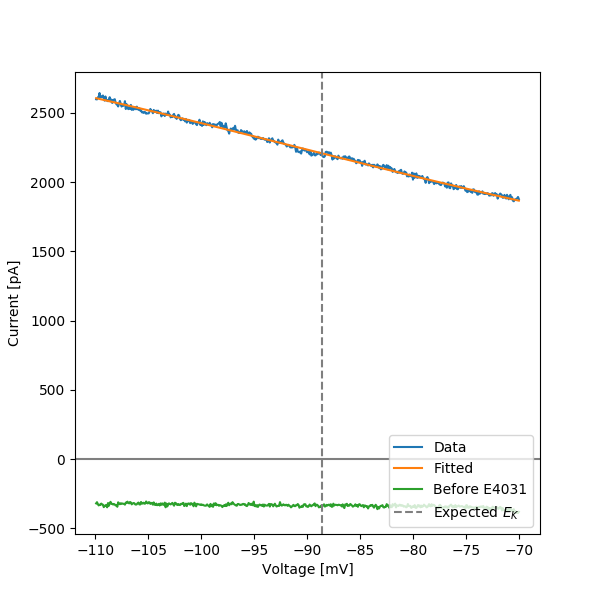 Current [pA]
2500
2000
1500
1000
500
0
−500
−110
−105
−100
−95
−90
−85
−80
−75
−70
Voltage [mV]
Data
Fitted
Before E4031
Expected E_K